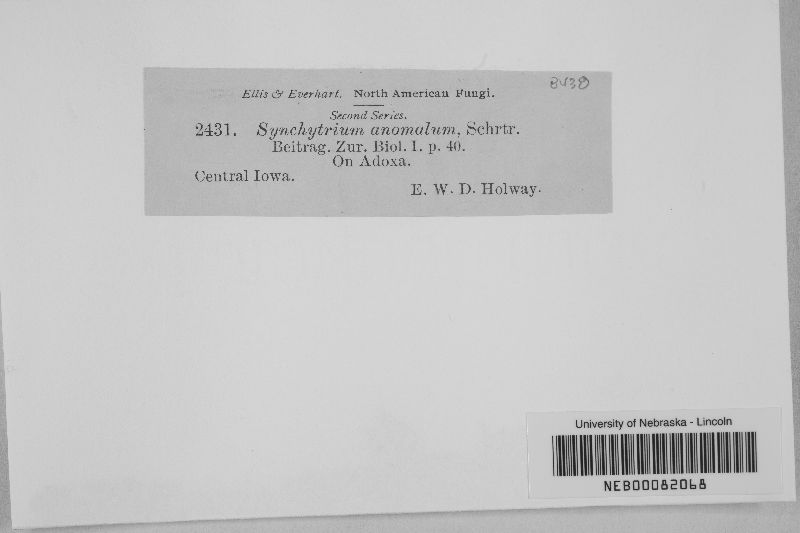 8438
Ellis & Everhart. North American Fungi.
Second Series.
2431. Synchytrium anomalum, Schrtr.
Beitrag. Zur. Biol. I. p. 40.
On Adoxa.
Central Iowa.
E. W. D. Holway.
University of Nebraska - Lincoln
NEB00082068